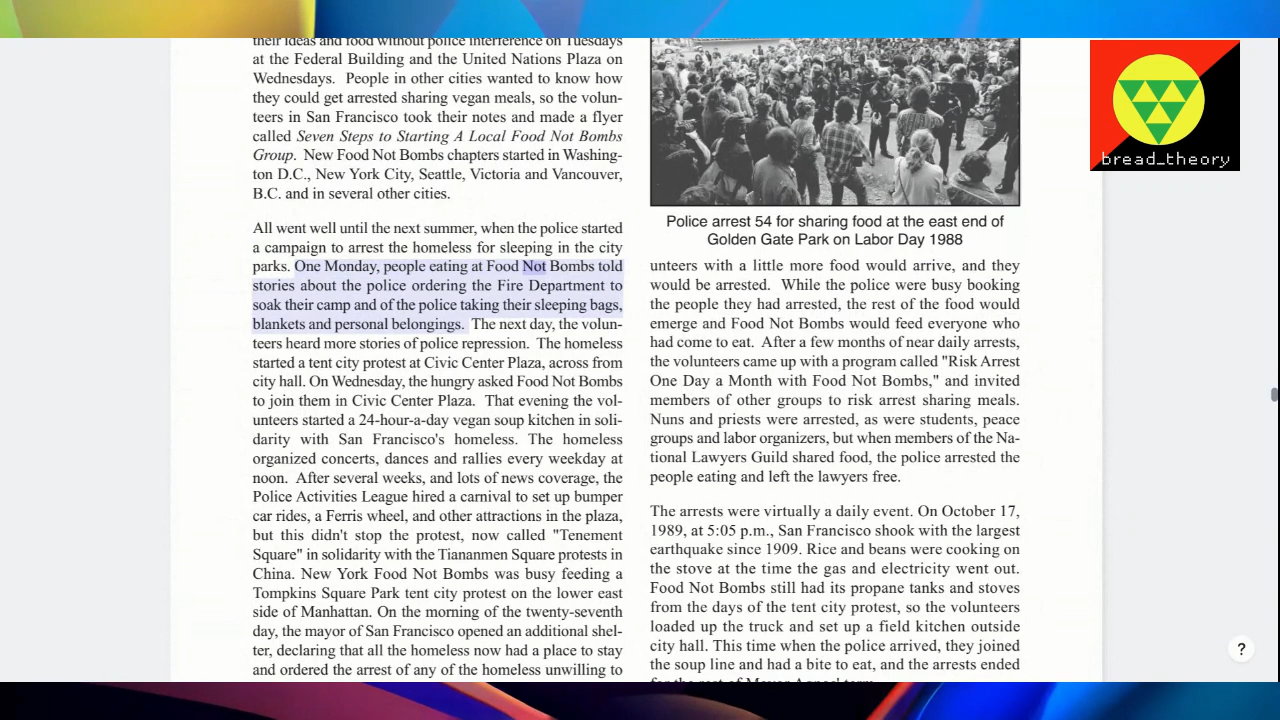 their ideas and food without police interference on Tuesdays
at the Federal Building and the United Nations Plaza on
Wednesdays. People in other cities wanted to know how
they could get arrested sharing vegan meals, so the volun-
teers in San Francisco took their notes and made a flyer
called Seven Steps to Starting A Local Food Not Bombs
Group. New Food Not Bombs chapters started in Washing-
ton D.C., New York City, Seattle, Victoria and Vancouver,
B.C. and in several other cities.
All went well until the next summer, when the police started
a campaign to arrest the homeless for sleeping in the city
parks. One Monday, people eating at Food Not Bombs told
stories about the police ordering the Fire Department to
soak their camp and of the police taking their sleeping bags,
blankets and personal belongings. The next day, the volun-
teers heard more stories of police repression. The homeless
started a tent city protest at Civic Center Plaza, across from
city hall. On Wednesday, the hungry asked Food Not Bombs
to join them in Civic Center Plaza. That evening the vol-
unteers started a 24-hour-a-day vegan soup kitchen in soli-
darity with San Francisco's homeless. The homeless
organized concerts, dances and rallies every weekday at
noon. After several weeks, and lots of news coverage, the
Police Activities League hired a carnival to set up bumper
car rides, a Ferris wheel, and other attractions in the plaza,
but this didn't stop the protest, now called "Tenement
Square" in solidarity with the Tiananmen Square protests in
China. New York Food Not Bombs was busy feeding a
Tompkins Square Park tent city protest on the lower east
side of Manhattan. On the morning of the twenty-seventh
day, the mayor of San Francisco opened an additional shel-
ter, declaring that all the homeless now had a place to stay
and ordered the arrest of any of the homeless unwilling to
Police arrest 54 for sharing food at the east end of
Golden Gate Park on Labor Day 1988
unteers with a little more food would arrive, and they
would be arrested. While the police were busy booking
the people they had arrested, the rest of the food would
emerge and Food Not Bombs would feed everyone who
had come to eat. After a few months of near daily arrests,
the volunteers came up with a program called "Risk Arrest
One Day a Month with Food Not Bombs," and invited
members of other groups to risk arrest sharing meals.
Nuns and priests were arrested, as were students, peace
groups and labor organizers, but when members of the Na-
tional Lawyers Guild shared food, the police arrested the
people eating and left the lawyers free.
The arrests were virtually a daily event. On October 17,
1989, at 5:05 p.m., San Francisco shook with the largest
earthquake since 1909. Rice and beans were cooking on
the stove at the time the gas and electricity went out.
Food Not Bombs still had its propane tanks and stoves
from the days of the tent city protest, so the volunteers
loaded up the truck and set up a field kitchen outside
city hall. This time when the police arrived, they joined
the soup line and had a bite to eat, and the arrests ended
for the rest of Mayor Agnos' term.
bread_theory
?